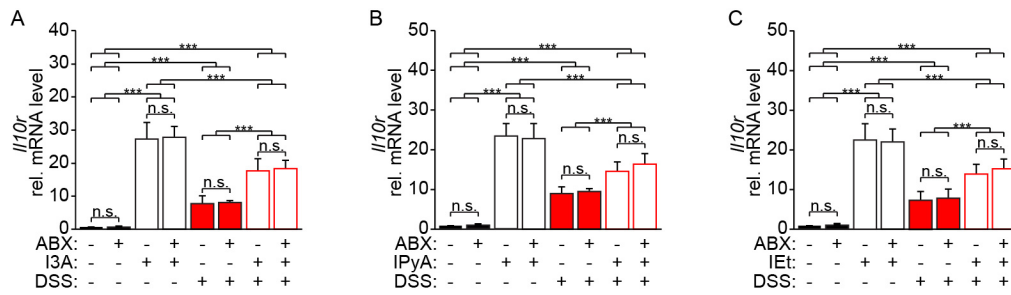 A
Il10r
rel. mRNA level
40
30
40
30
20
10
0
***
***
***
***
n.s.
***
n.s.
n.s.
n.s.
ABX: - + - + - + - +
I3A: - - + + - - + +
DSS: - - - - + + + +
B
Il10r
rel. mRNA level
50
40
30
20
10
0
***
***
***
***
n.s.
***
n.s.
n.s.
n.s.
ABX: - + - + - + - +
IPyA: - - + + - - + +
DSS: - - - - + + + +
C
Il10r
rel. mRNA level
50
40
30
20
10
0
***
***
***
***
n.s.
***
n.s.
n.s.
n.s.
ABX: - + - + - + - +
IEt: - - + + - - + +
DSS: - - - - + + + +